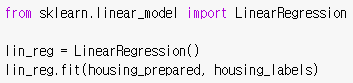 from sklearn.linear_model import LinearRegression
lin_reg = LinearRegression()
lin_reg.fit(housing_prepared, housing_labels)